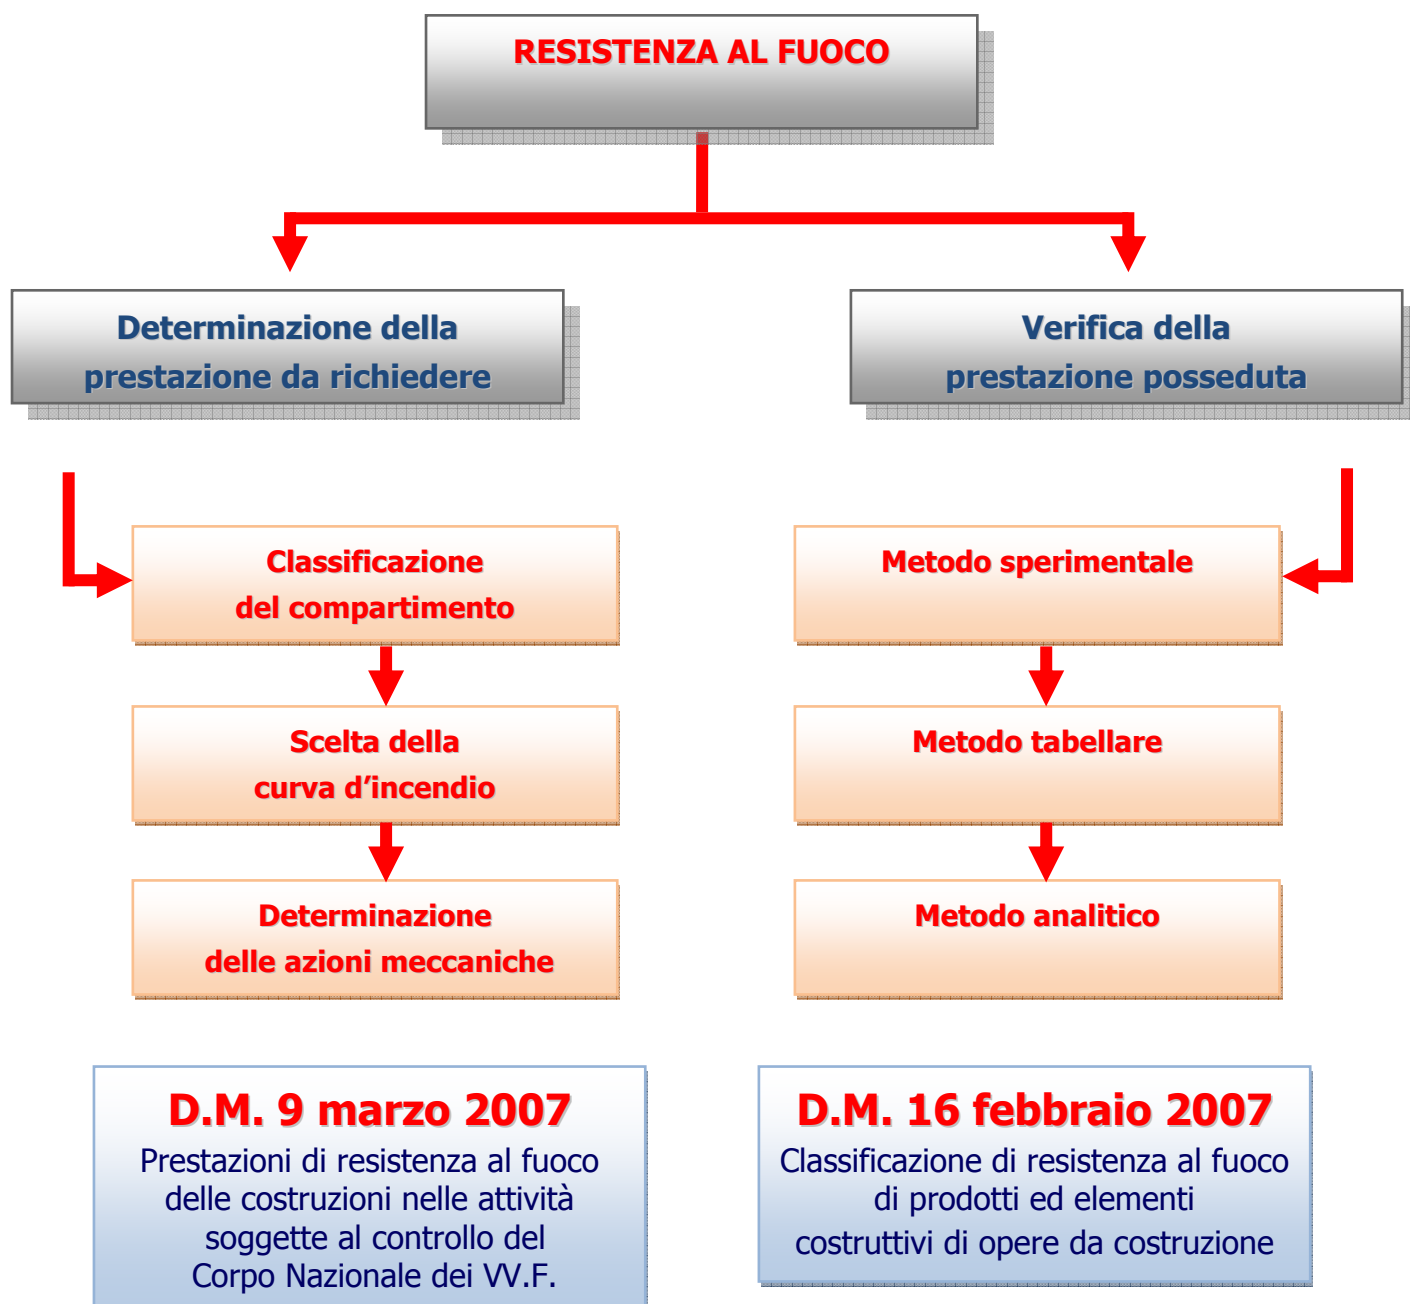 RESISTENZA AL FUOCO
Determinazione della
prestazione da richiedere
Verifica della
prestazione posseduta
Classificazione
del compartimento
Metodo sperimentale
Scelta della
curva d’incendio
Metodo tabellare
Determinazione
delle azioni meccaniche
Metodo analitico
D.M. 9 marzo 2007
Prestazioni di resistenza al fuoco
delle costruzioni nelle attività
soggette al controllo del
Corpo Nazionale dei VV.F.
D.M. 16 febbraio 2007
Classificazione di resistenza al fuoco
di prodotti ed elementi
costruttivi di opere da costruzione